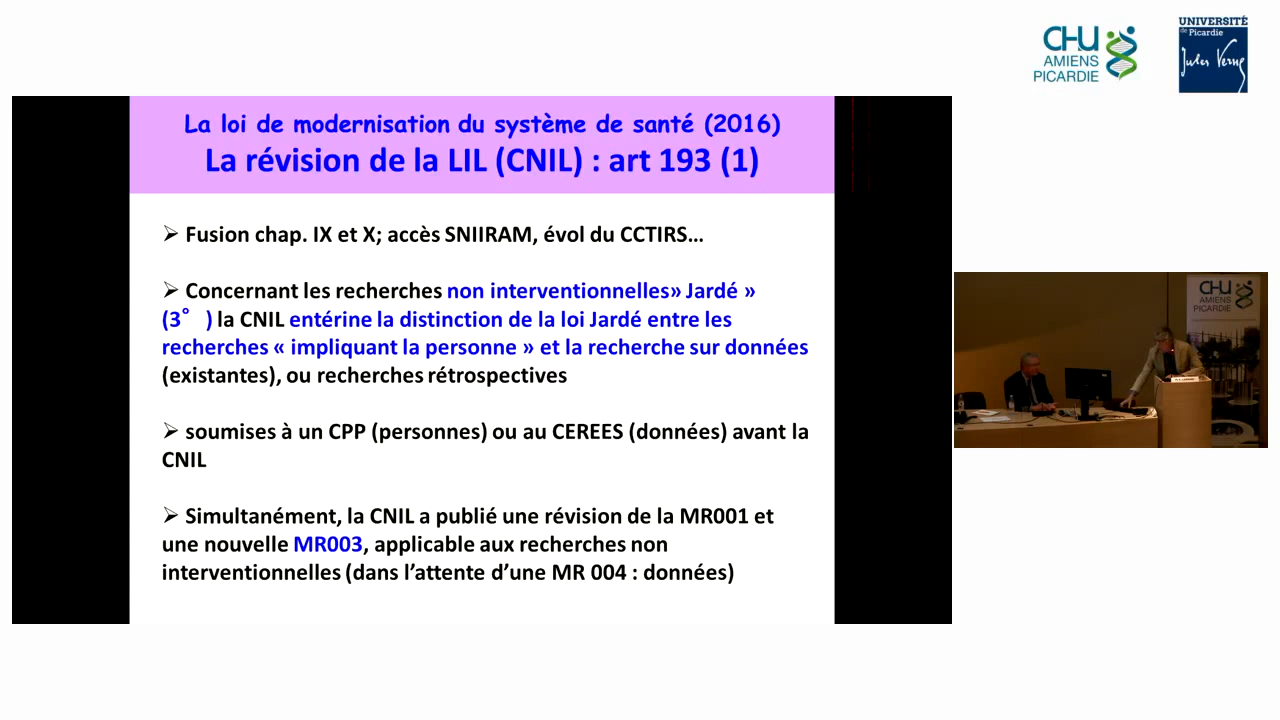 CHU
AMIENS
PICARDIE
UNIVERSITÉ
de Picardie
Jules Verne
La loi de modernisation du système de santé (2016)
La révision de la LIL (CNIL) : art 193 (1)
➢ Fusion chap. IX et X; accès SNIIRAM, évol du CCTIRS…
➢ Concernant les recherches non interventionnelles» Jardé »
(3° ) la CNIL entérine la distinction de la loi Jardé entre les
recherches « impliquant la personne » et la recherche sur données
(existantes), ou recherches rétrospectives
➢ soumises à un CPP (personnes) ou au CEREES (données) avant la
CNIL
➢ Simultanément, la CNIL a publié une révision de la MR001 et
une nouvelle MR003, applicable aux recherches non
interventionnelles (dans l’attente d’une MR 004 : données)
CHU
AMIENS
PICARDIE